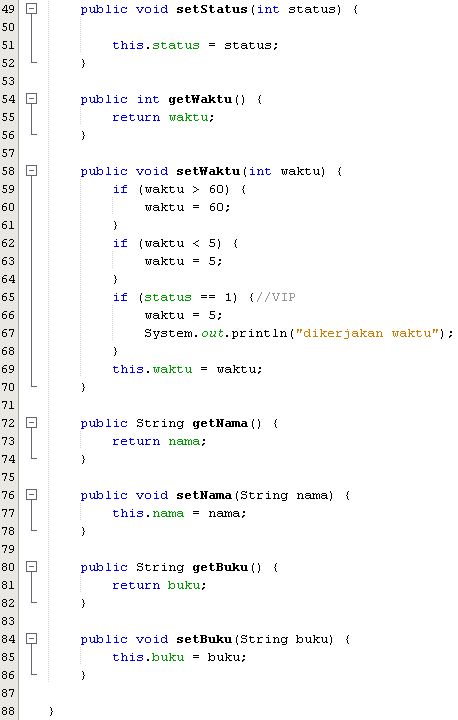 49 public void setStatus(int status) {
50
51 this.status = status;
52 }
53
54 public int getWaktu() {
55 return waktu;
56 }
57
58 public void setWaktu(int waktu) {
59 if (waktu > 60) {
60 waktu = 60;
61 }
62 if (waktu < 5) {
63 waktu = 5;
64 }
65 if (status == 1) {//VIP
66 waktu = 5;
67 System.out.println("dikerjakan waktu");
68 }
69 this.waktu = waktu;
70 }
71
72 public String getNama() {
73 return nama;
74 }
75
76 public void setNama(String nama) {
77 this.nama = nama;
78 }
79
80 public String getBuku() {
81 return buku;
82 }
83
84 public void setBuku(String buku) {
85 this.buku = buku;
86 }
87
88 }